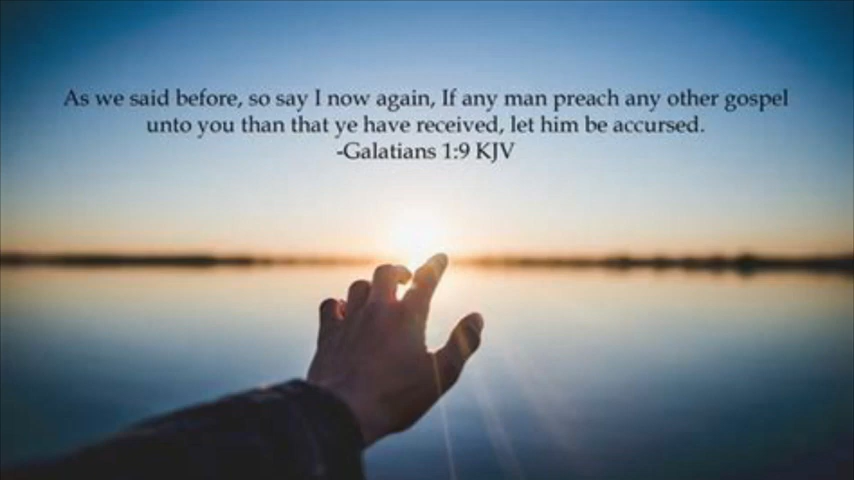 As we said before, so say I now again, If any man preach any other gospel
unto you than that ye have received, let him be accursed.
-Galatians 1:9 KJV